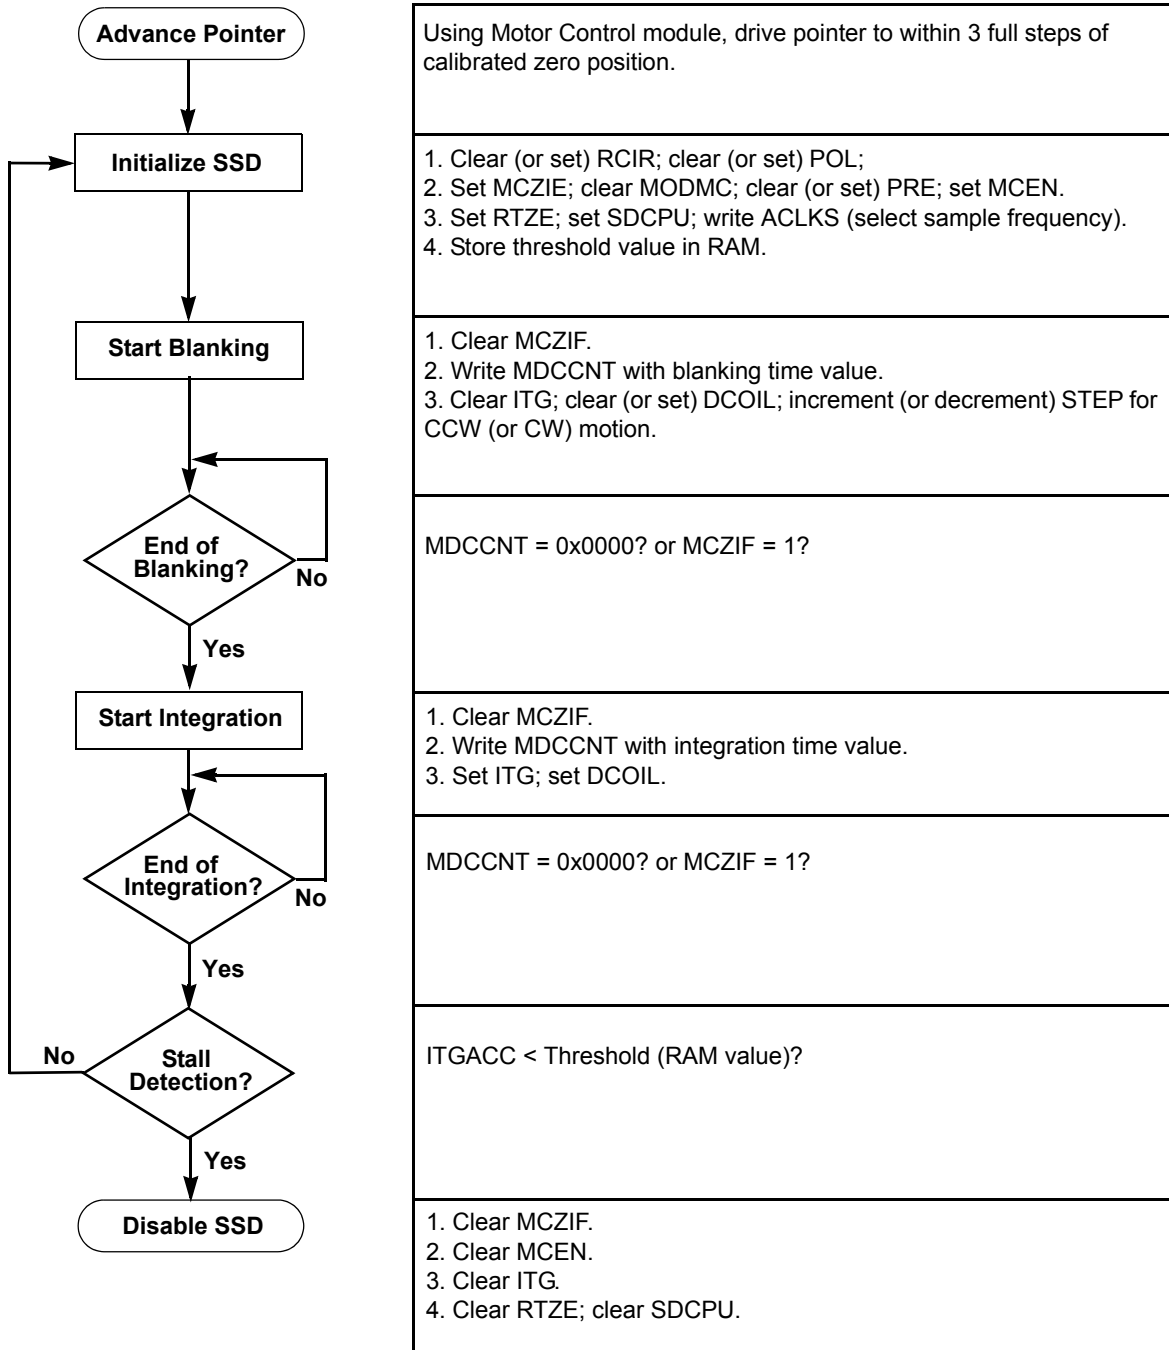 Advance Pointer
Using Motor Control module, drive pointer to within 3 full steps of
calibrated zero position.
Initialize SSD
1. Clear (or set) RCIR; clear (or set) POL;
2. Set MCZIE; clear MODMC; clear (or set) PRE; set MCEN.
3. Set RTZE; set SDCPU; write ACLKS (select sample frequency).
4. Store threshold value in RAM.
Start Blanking
1. Clear MCZIF.
2. Write MDCCNT with blanking time value.
3. Clear ITG; clear (or set) DCOIL; increment (or decrement) STEP for
CCW (or CW) motion.
End of
Blanking?
No
Yes
MDCCNT = 0x0000? or MCZIF = 1?
Start Integration
1. Clear MCZIF.
2. Write MDCCNT with integration time value.
3. Set ITG; set DCOIL.
End of
Integration?
No
Yes
MDCCNT = 0x0000? or MCZIF = 1?
No
Stall
Detection?
Yes
ITGACC < Threshold (RAM value)?
Disable SSD
1. Clear MCZIF.
2. Clear MCEN.
3. Clear ITG.
4. Clear RTZE; clear SDCPU.